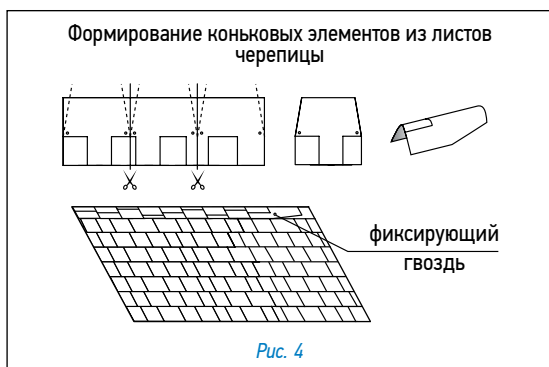 Формирование коньковых элементов из листов
черепицы
фиксирующий
гвоздь
Рис. 4